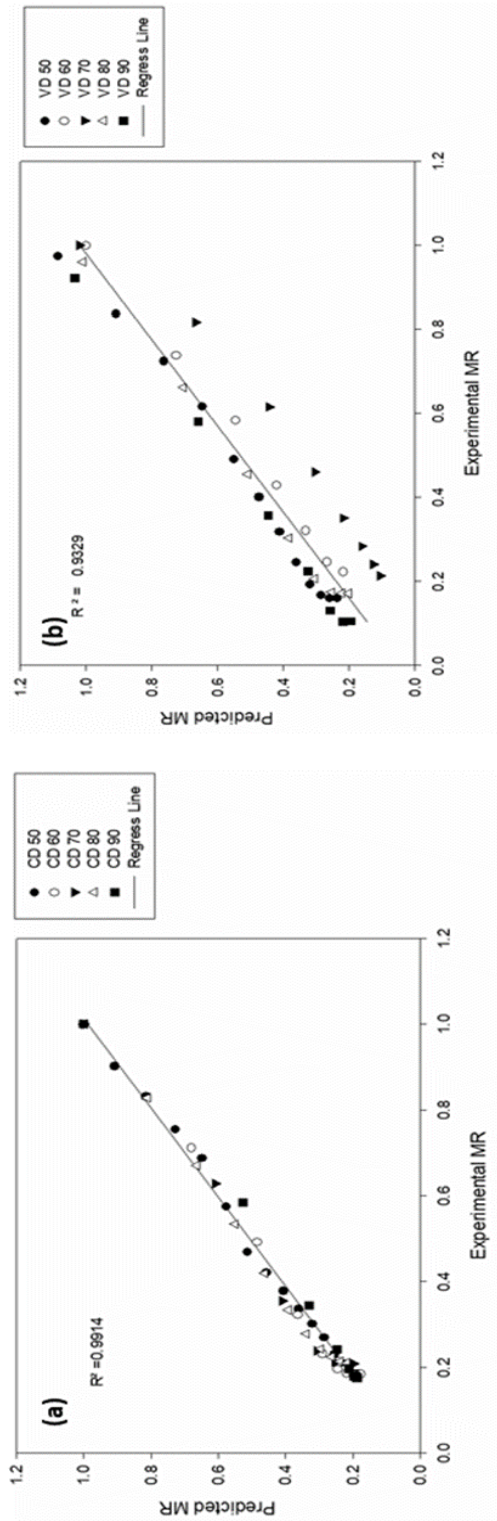 (a)
R² =0.9914
CD 50
CD 60
CD 70
CD 80
CD 90
Regress Line
Predicted MR
1.2
1.0
0.8
0.6
0.4
0.2
0.0
0.0
0.2
0.4
0.6
0.8
1.0
1.2
Experimental MR
(b)
R ² = 0.9329
VD 50
VD 60
VD 70
VD 80
VD 90
Regress Line
Predicted MR
1.2
1.0
0.8
0.6
0.4
0.2
0.0
0.0
0.2
0.4
0.6
0.8
1.0
1.2
Experimental MR